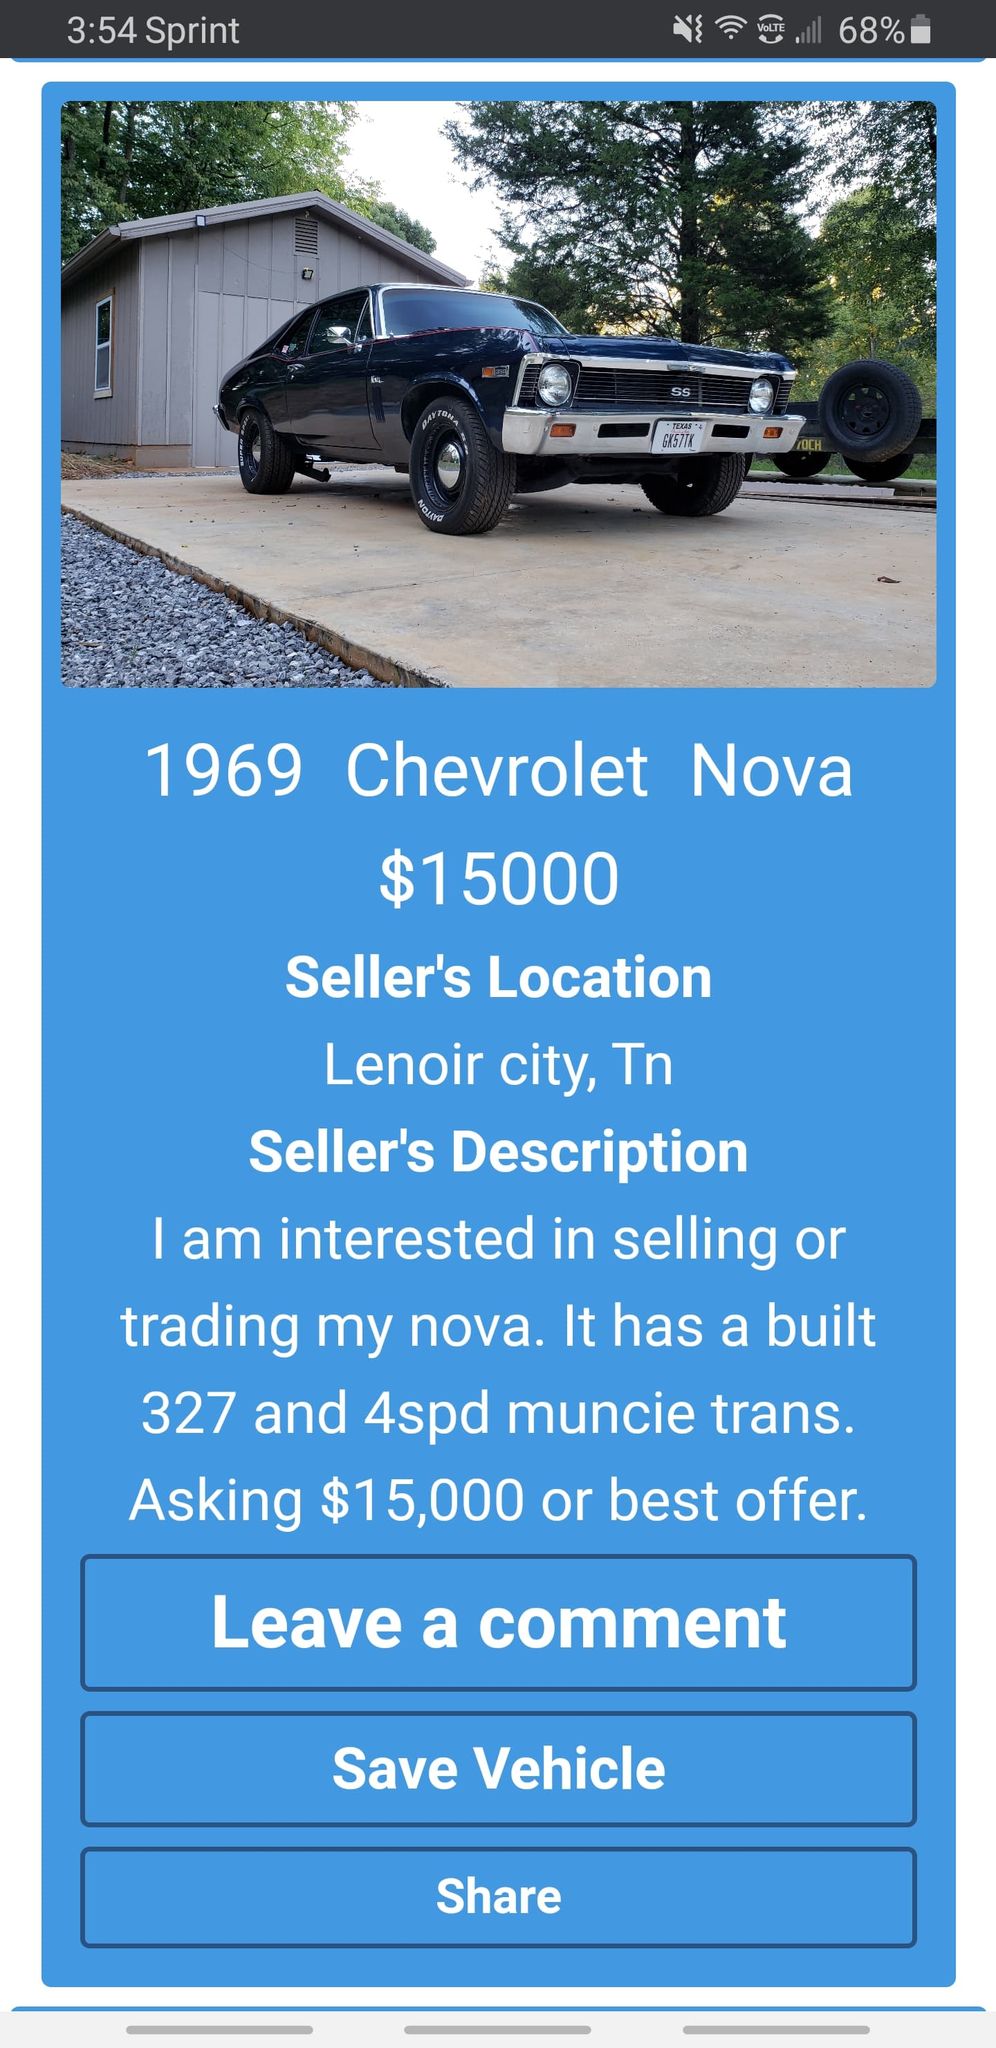 3:54 Sprint
VoLTE
68%
DAYTONA
SS
TEXAS
GK57TK
DAYTON
1969 Chevrolet Nova
$15000
Seller's Location
Lenoir city, Tn
Seller's Description
I am interested in selling or
trading my nova. It has a built
327 and 4spd muncie trans.
Asking $15,000 or best offer.
Leave a comment
Save Vehicle
Share